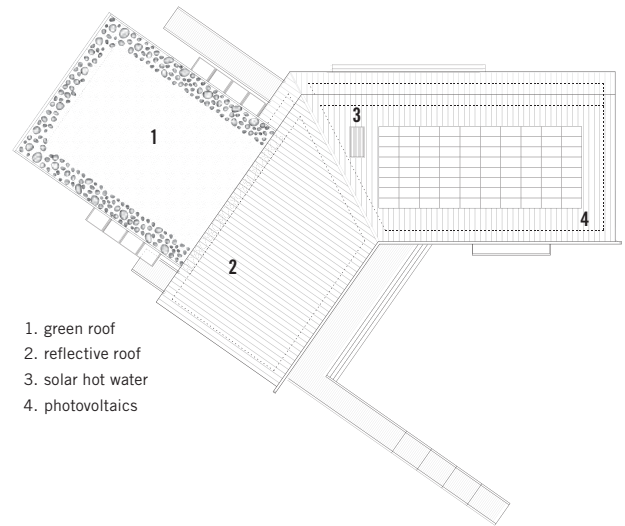 1
3
4
2
1. green roof
2. reflective roof
3. solar hot water
4. photovoltaics